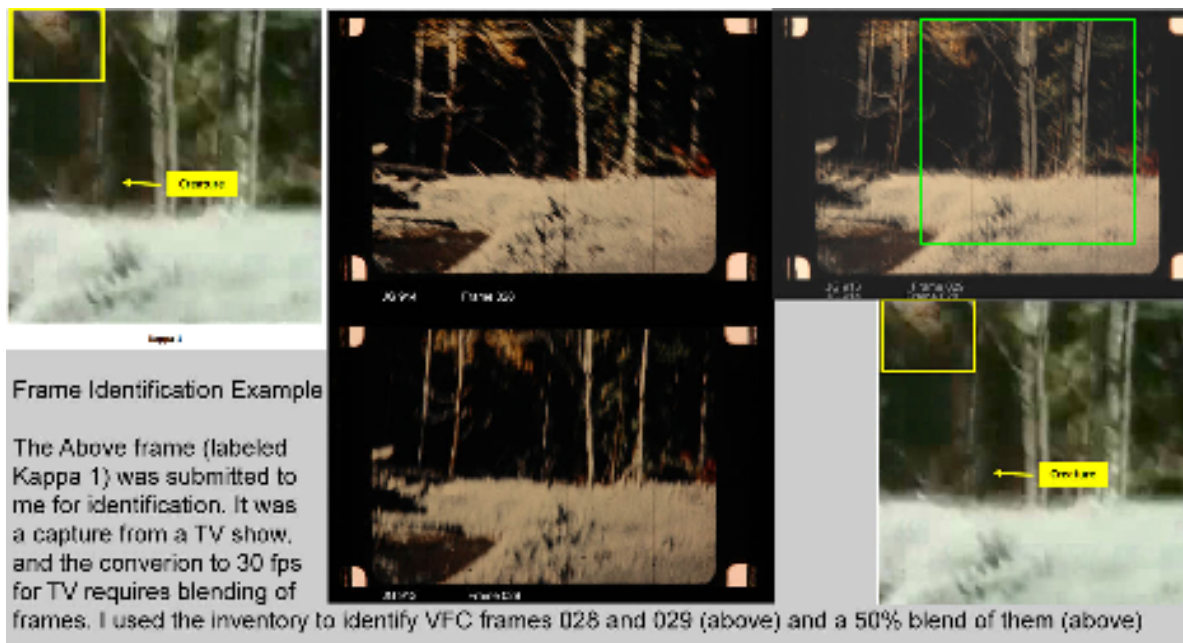 Creature
Kappa 1
JG 914 Frame 028
Frame 029
Creature
Frame Identification Example
The Above frame (labeled
Kappa 1) was submitted to
me for identification. It was
a capture from a TV show,
and the converion to 30 fps
for TV requires blending of
frames. I used the inventory to identify VFC frames 028 and 029 (above) and a 50% blend of them (above)